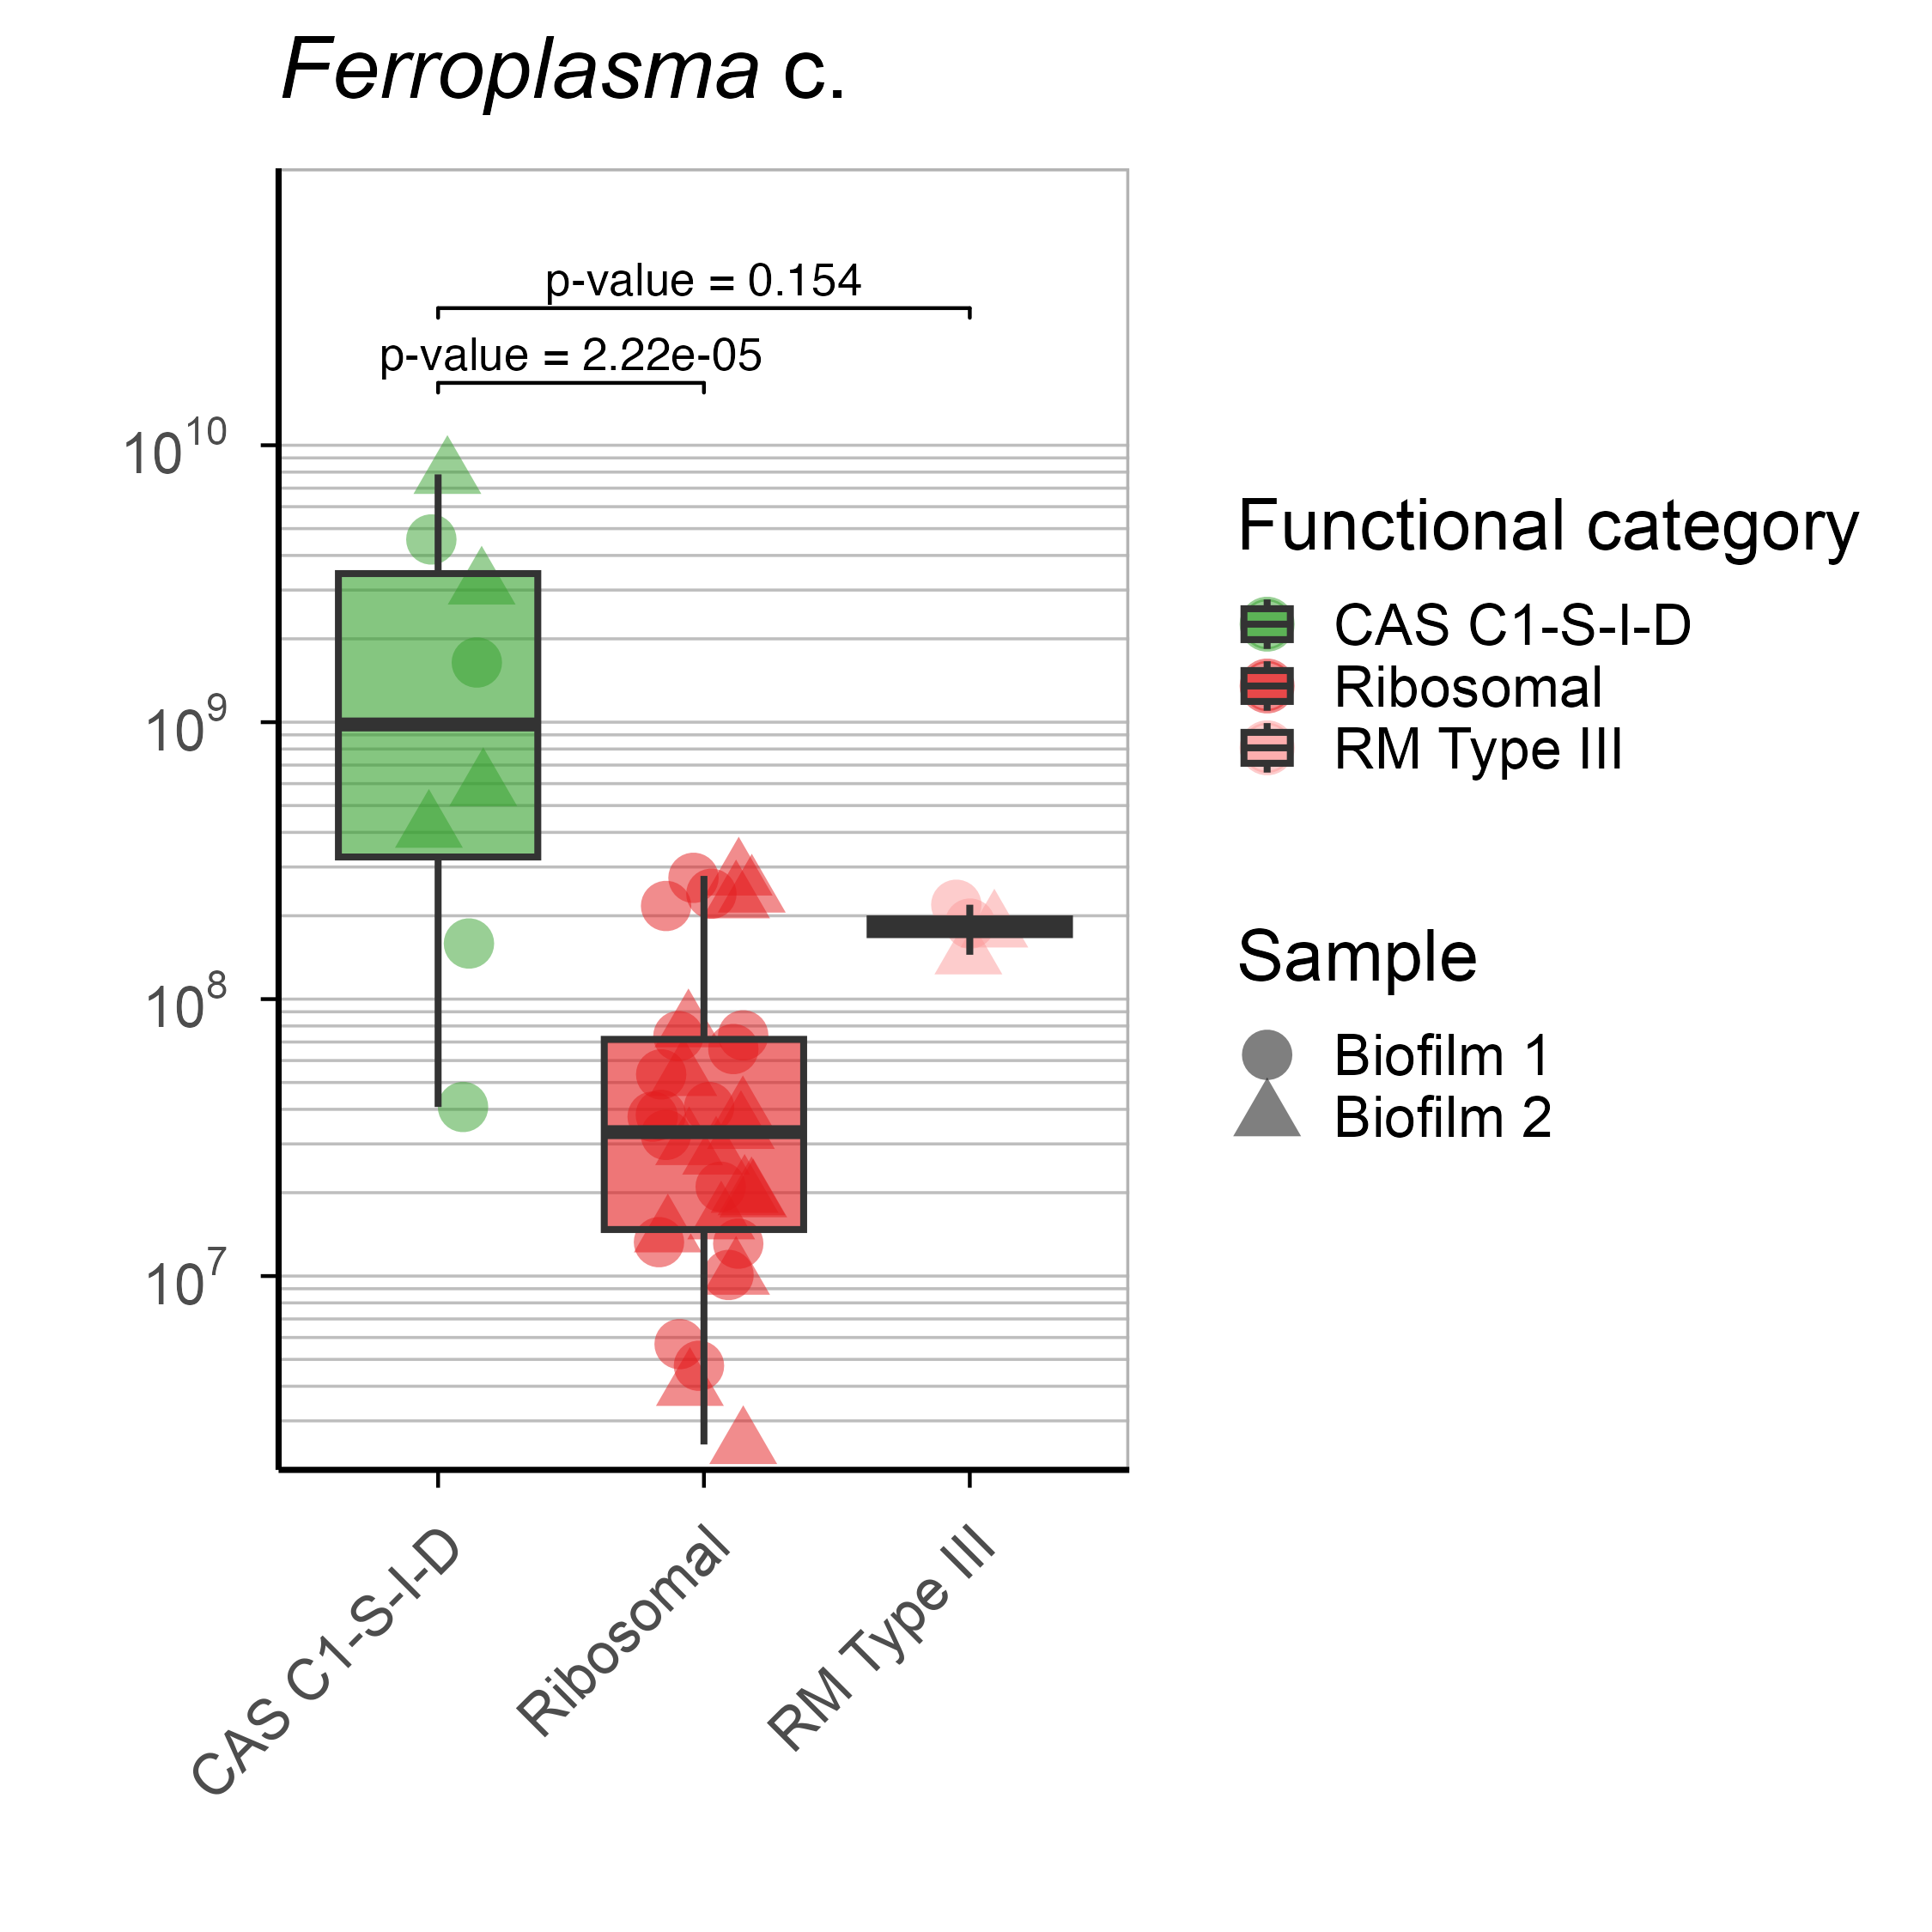 Ferroplasma c.
p-value = 0.154
p-value = 2.22e-05
10^10
10^9
10^8
10^7
CAS C1-S-I-D
Ribosomal
RM Type III
Functional category
CAS C1-S-I-D
Ribosomal
RM Type III
Sample
Biofilm 1
Biofilm 2